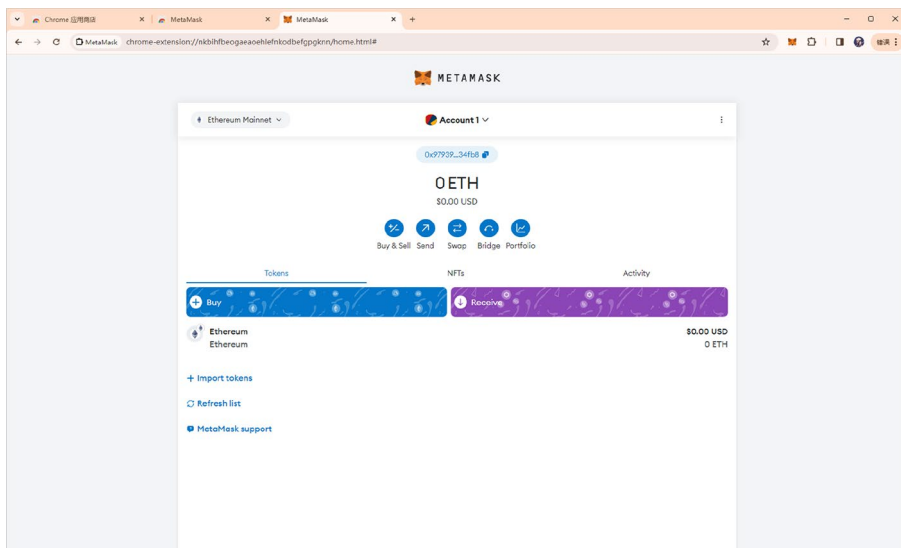 Chrome 应用商店
MetaMask
MetaMask
MetaMask chrome-extension://nkbihfbeogaeaoehlefnkodbefgpgknn/home.html#
错误
METAMASK
Ethereum Mainnet
Account 1
0x97939...34fb8
0 ETH
$0.00 USD
Buy & Sell Send Swap Bridge Portfolio
Tokens NFTs Activity
Buy
Receive
Ethereum $0.00 USD
Ethereum 0 ETH
+ Import tokens
Refresh list
MetaMask support